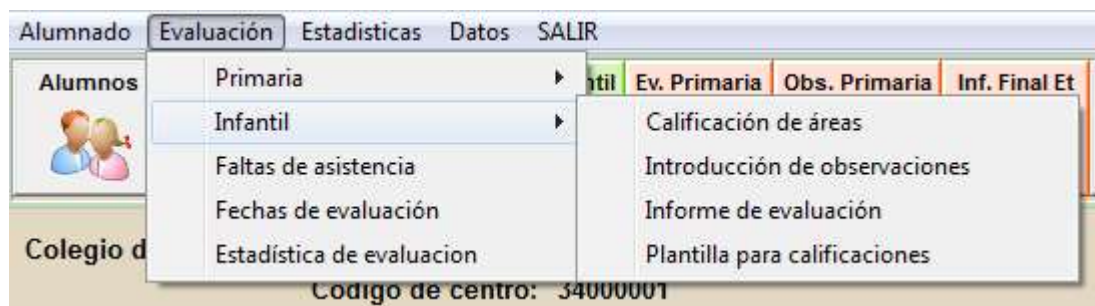 Alumnado Evaluación Estadisticas Datos SALIR
Alumnos Ev. Primaria Obs. Primaria Inf. Final Et
Primaria
Infantil
Faltas de asistencia
Fechas de evaluación
Estadística de evaluacion
Calificación de áreas
Introducción de observaciones
Informe de evaluación
Plantilla para calificaciones
Colegio d
Código de centro: 34000001